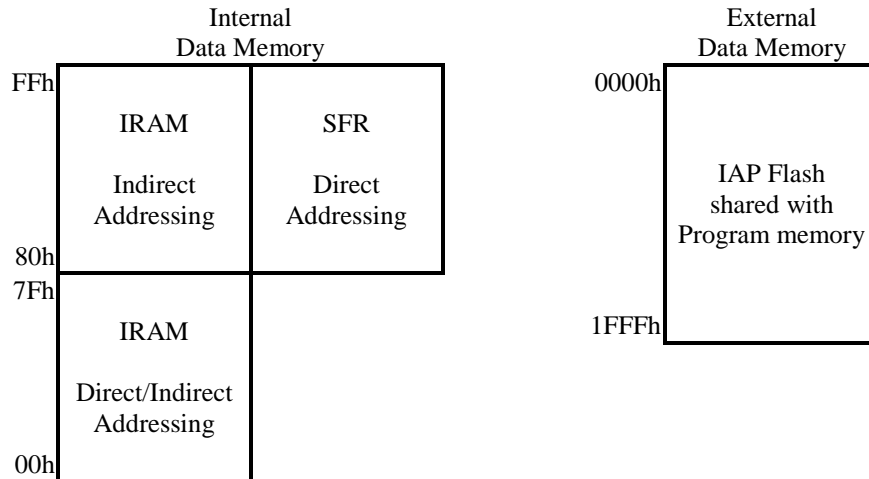 Internal
Data Memory
FFh
IRAM
Indirect
Addressing
80h
SFR
Direct
Addressing
7Fh
IRAM
Direct/Indirect
Addressing
00h
External
Data Memory
0000h
IAP Flash
shared with
Program memory
1FFFh